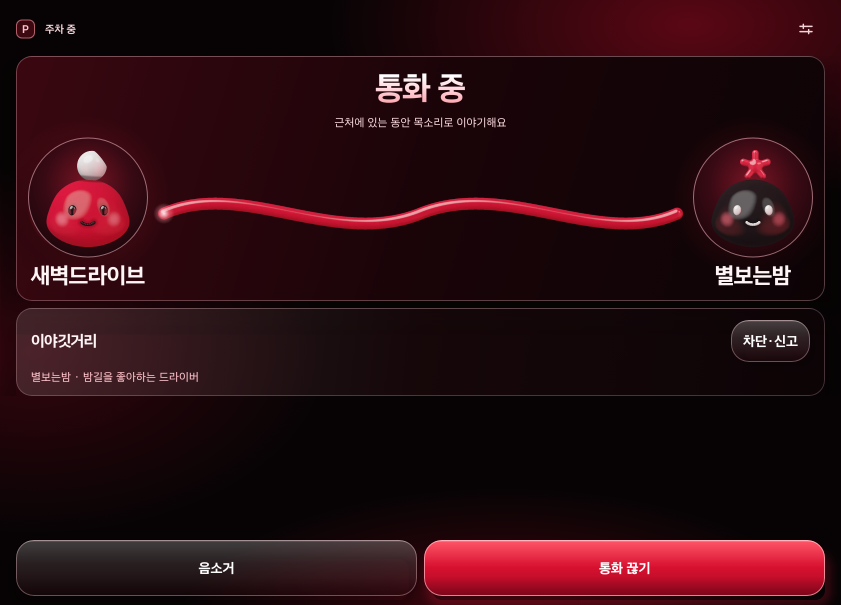 P 주차 중
통화 중
근처에 있는 동안 목소리로 이야기해요
새벽드라이브
별보는밤
이야깃거리
차단·신고
별보는밤 · 밤길을 좋아하는 드라이버
음소거
통화 끊기